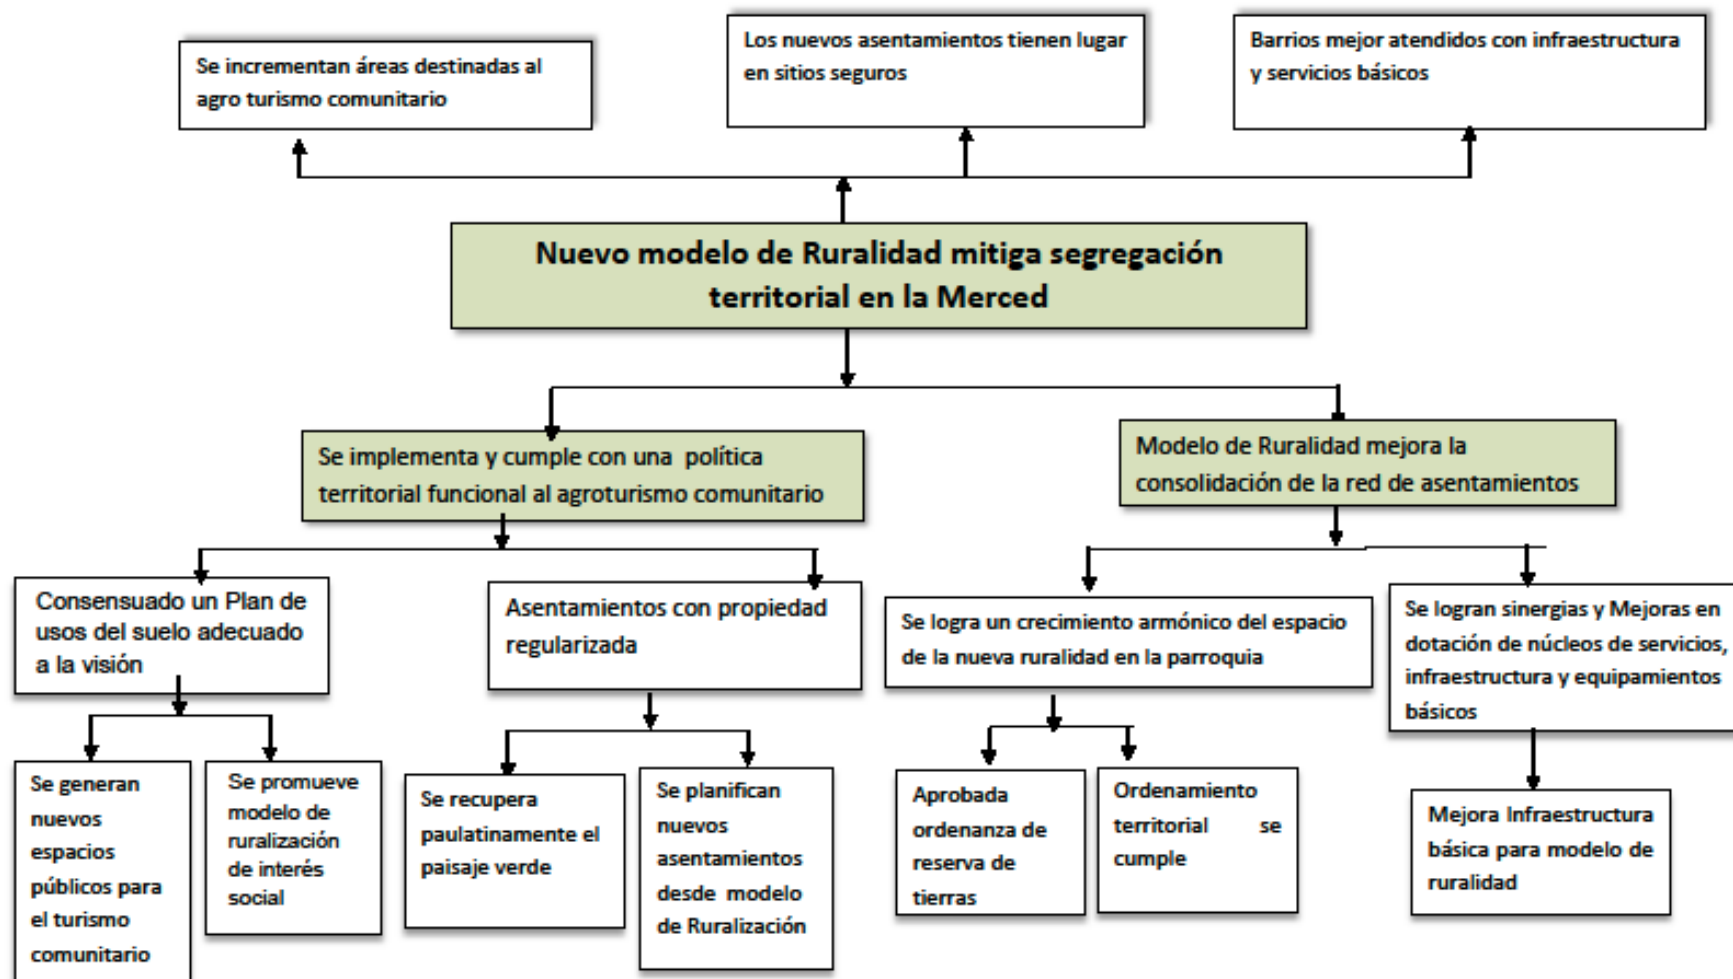 Se incrementan áreas destinadas al
agro turismo comunitario
Los nuevos asentamientos tienen lugar
en sitios seguros
Barrios mejor atendidos con infraestructura
y servicios básicos
Nuevo modelo de Ruralidad mitiga segregación
territorial en la Merced
Se implementa y cumple con una política
territorial funcional al agroturismo comunitario
Modelo de Ruralidad mejora la
consolidación de la red de asentamientos
Consensuado un Plan de
usos del suelo adecuado
a la visión
Asentamientos con propiedad
regularizada
Se logra un crecimiento armónico del espacio
de la nueva ruralidad en la parroquia
Se logran sinergias y Mejoras en
dotación de núcleos de servicios,
infraestructura y equipamientos
básicos
Se generan
nuevos
espacios
públicos para
el turismo
comunitario
Se promueve
modelo de
ruralización
de interés
social
Se recupera
paulatinamente el
paisaje verde
Se planifican
nuevos
asentamientos
desde modelo
de Ruralización
Aprobada
ordenanza de
reserva de
tierras
Ordenamiento
territorial se
cumple
Mejora Infraestructura
básica para modelo de
ruralidad